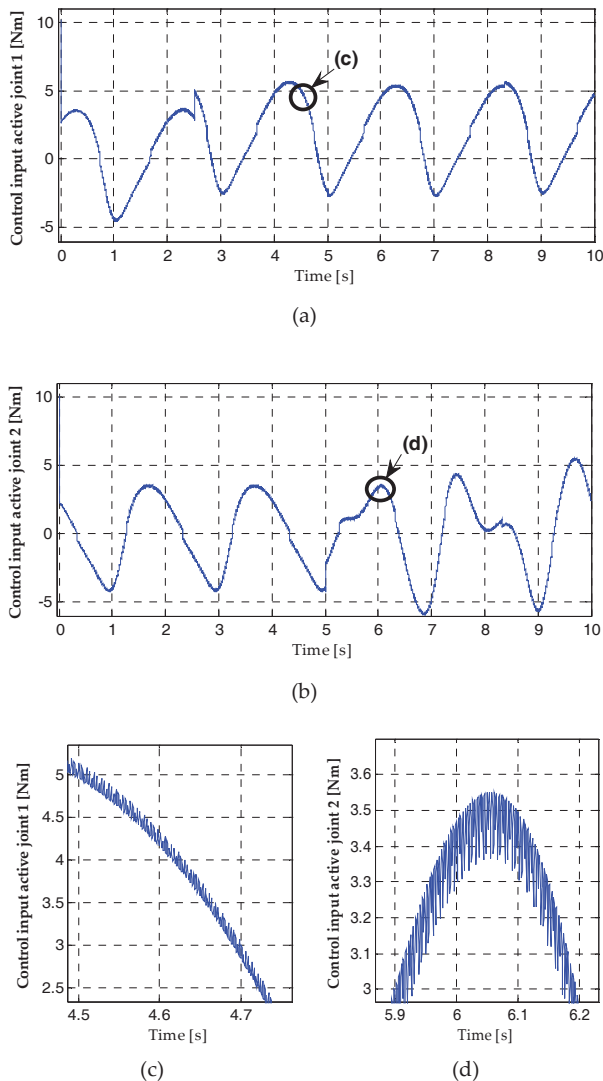 Control input active joint 1 [Nm]
10
5
0
-5
(c)
0 1 2 3 4 5 6 7 8 9 10
Time [s]
(a)
Control input active joint 2 [Nm]
10
5
0
-5
(d)
0 1 2 3 4 5 6 7 8 9 10
Time [s]
(b)
Control input active joint 1 [Nm]
5
4.5
4
3.5
3
2.5
4.5 4.6 4.7
Time [s]
(c)
Control input active joint 2 [Nm]
3.6
3.5
3.4
3.3
3.2
3.1
3
5.9 6 6.1 6.2
Time [s]
(d)